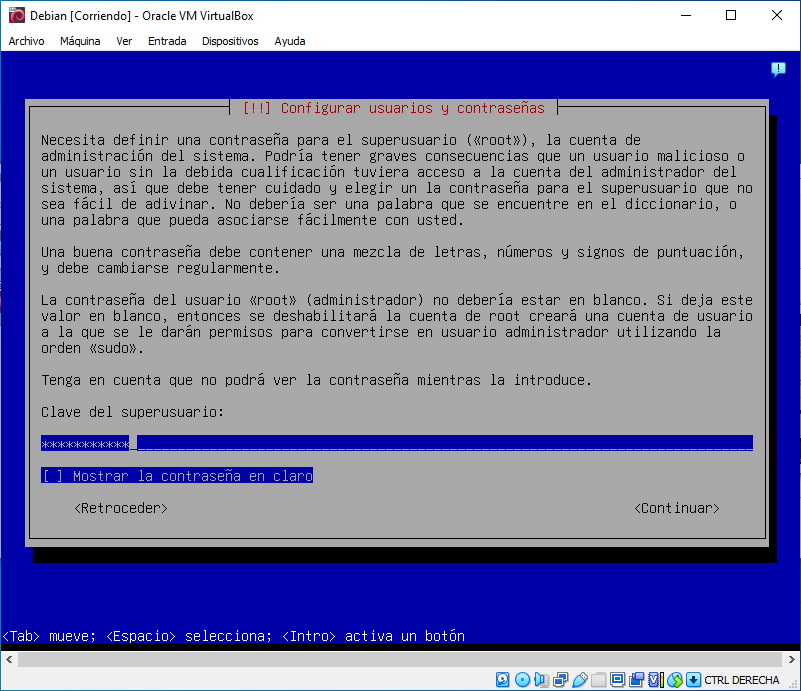 Debian [Corriendo] - Oracle VM VirtualBox
Archivo Máquina Ver Entrada Dispositivos Ayuda
[!!] Configurar usuarios y contraseñas
Necesita definir una contraseña para el superusuario («root»), la cuenta de
administración del sistema. Podría tener graves consecuencias que un usuario malicioso o
un usuario sin la debida cualificación tuviera acceso a la cuenta del administrador del
sistema, así que debe tener cuidado y elegir un la contraseña para el superusuario que no
sea fácil de adivinar. No debería ser una palabra que se encuentre en el diccionario, o
una palabra que pueda asociarse fácilmente con usted.
Una buena contraseña debe contener una mezcla de letras, números y signos de puntuación,
y debe cambiarse regularmente.
La contraseña del usuario «root» (administrador) no debería estar en blanco. Si deja este
valor en blanco, entonces se deshabilitará la cuenta de root creará una cuenta de usuario
a la que se le darán permisos para convertirse en usuario administrador utilizando la
orden «sudo».
Tenga en cuenta que no podrá ver la contraseña mientras la introduce.
Clave del superusuario:
***********
[ ] Mostrar la contraseña en claro
<Retroceder> <Continuar>
<Tab> mueve; <Espacio> selecciona; <Intro> activa un botón
CTRL DERECHA